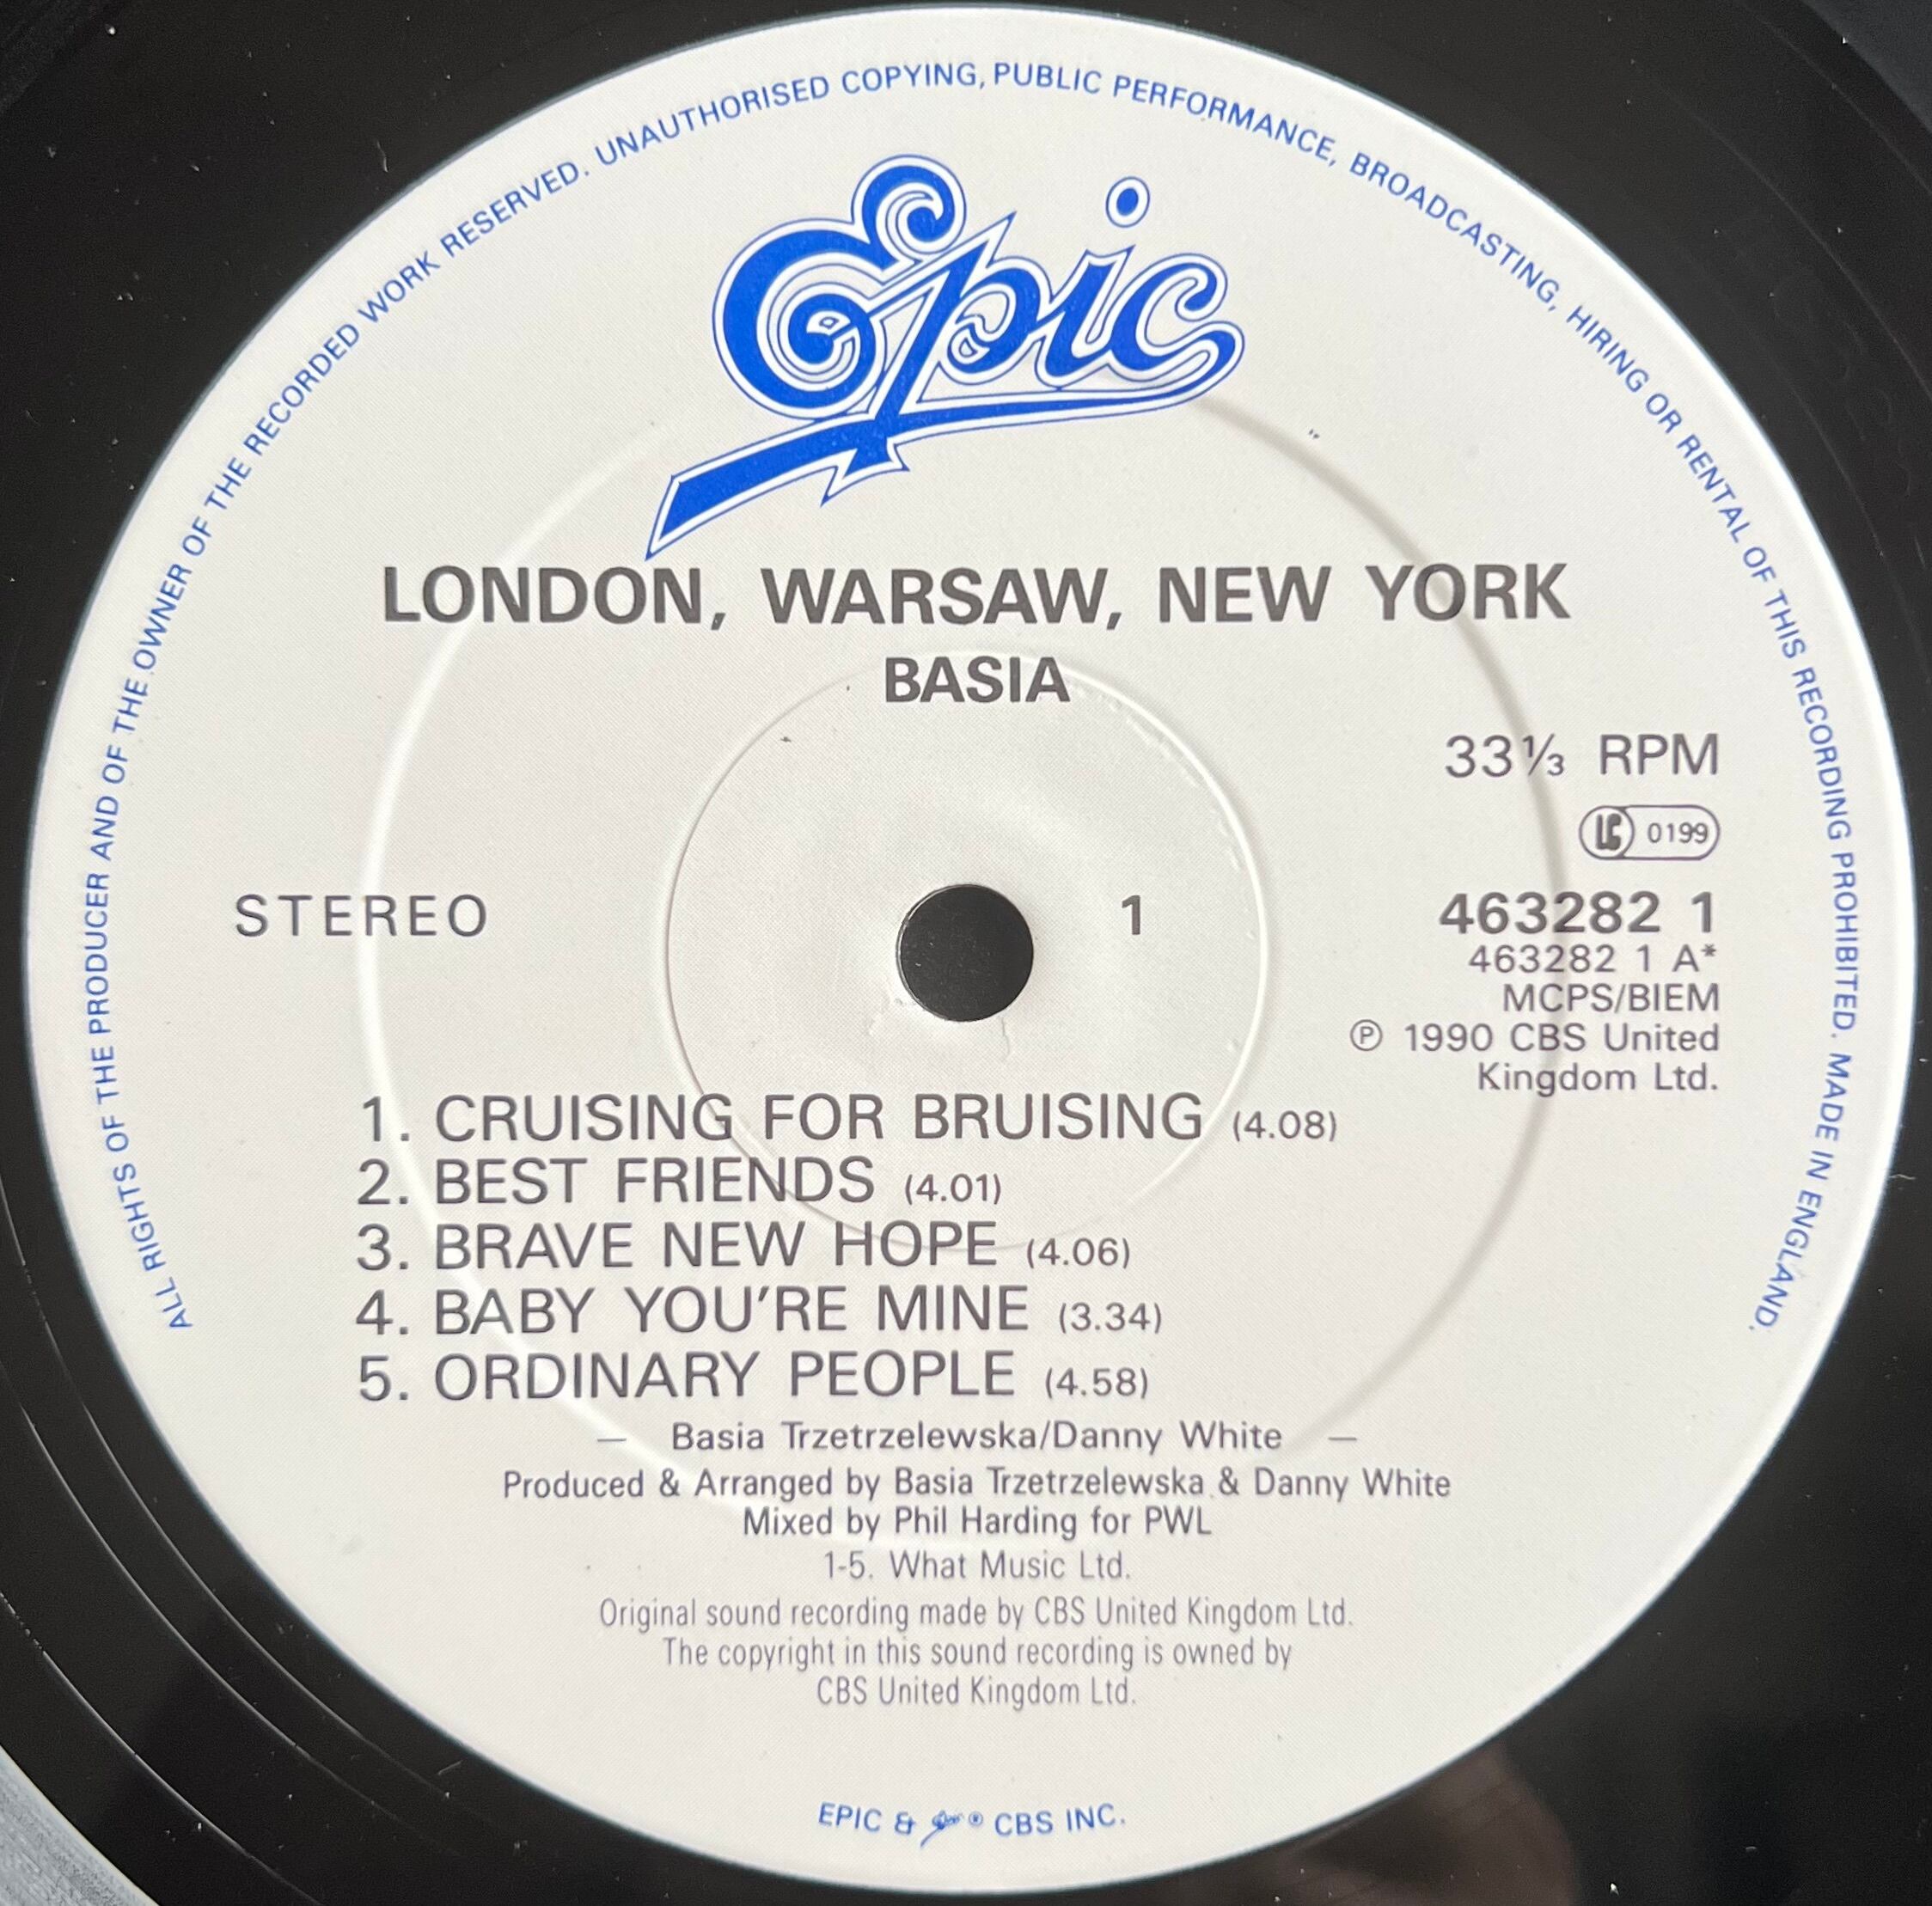 ALL RIGHTS OF THE PRODUCER AND OF THE OWNER OF THE RECORDED WORK RESERVED. UNAUTHORISED COPYING, PUBLIC PERFORMANCE, BROADCASTING, HIRING OR RENTAL OF THIS RECORDING PROHIBITED. MADE IN ENGLAND.
Epic
LONDON, WARSAW, NEW YORK
BASIA
33⅓ RPM
LC 0199
STEREO
1
463282 1
463282 1 A*
MCPS/BIEM
℗ 1990 CBS United
Kingdom Ltd.
1. CRUISING FOR BRUISING (4.08)
2. BEST FRIENDS (4.01)
3. BRAVE NEW HOPE (4.06)
4. BABY YOU'RE MINE (3.34)
5. ORDINARY PEOPLE (4.58)
— Basia Trzetrzelewska/Danny White —
Produced & Arranged by Basia Trzetrzelewska & Danny White
Mixed by Phil Harding for PWL
1-5. What Music Ltd.
Original sound recording made by CBS United Kingdom Ltd.
The copyright in this sound recording is owned by
CBS United Kingdom Ltd.
EPIC & Epic ® CBS INC.